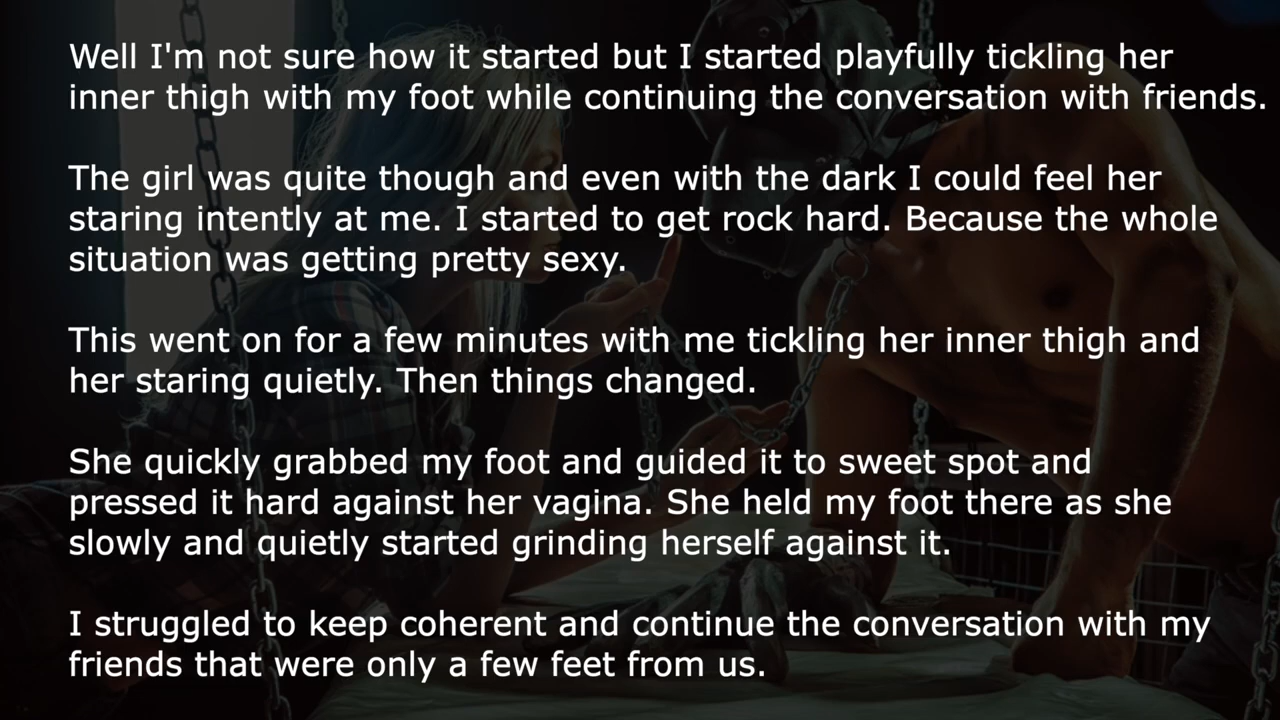 Well I'm not sure how it started but I started playfully tickling her
inner thigh with my foot while continuing the conversation with friends.
The girl was quite though and even with the dark I could feel her
staring intently at me. I started to get rock hard. Because the whole
situation was getting pretty sexy.
This went on for a few minutes with me tickling her inner thigh and
her staring quietly. Then things changed.
She quickly grabbed my foot and guided it to sweet spot and
pressed it hard against her vagina. She held my foot there as she
slowly and quietly started grinding herself against it.
I struggled to keep coherent and continue the conversation with my
friends that were only a few feet from us.